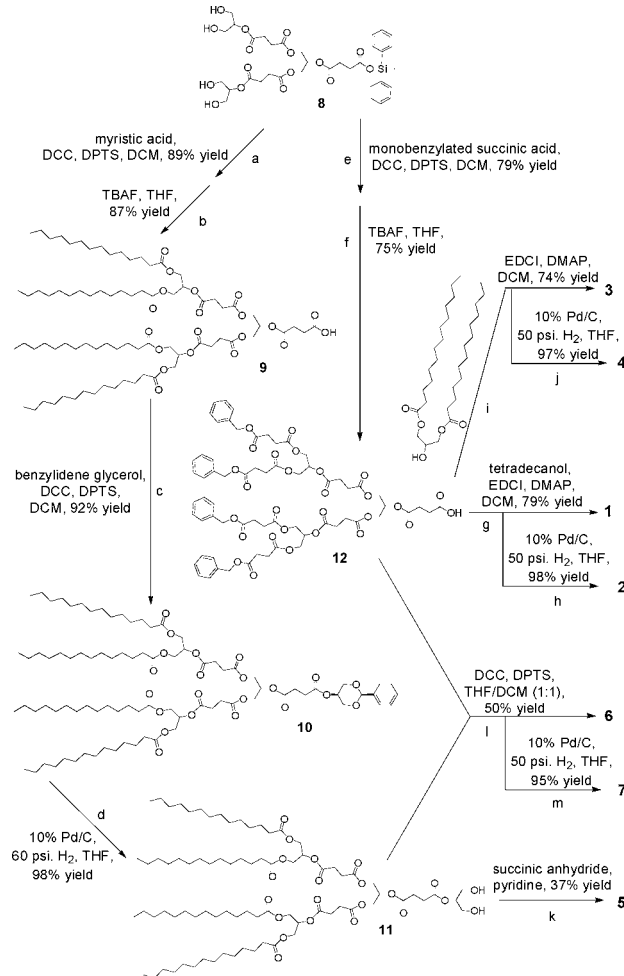 8
myristic acid,
DCC, DPTS, DCM, 89% yield
a
TBAF, THF,
87% yield
b
e
monobenzylated succinic acid,
DCC, DPTS, DCM, 79% yield
f
TBAF, THF,
75% yield
9
benzylidene glycerol,
DCC, DPTS,
DCM, 92% yield
c
EDCI, DMAP,
DCM, 74% yield
3
10% Pd/C,
50 psi. H2, THF,
97% yield
4
j
i
12
tetradecanol,
EDCI, DMAP,
DCM, 79% yield
1
g
10% Pd/C,
50 psi. H2, THF,
98% yield
2
h
10
DCC, DPTS,
THF/DCM (1:1),
50% yield
6
l
10% Pd/C,
50 psi. H2, THF,
95% yield
7
m
d
10% Pd/C,
60 psi. H2, THF,
98% yield
11
succinic anhydride,
pyridine, 37% yield
5
k